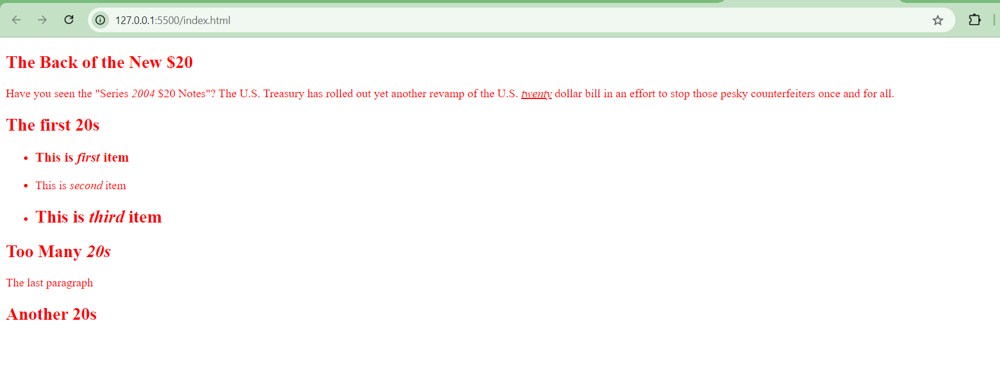 127.0.0.1:5500/index.html
The Back of the New $20
Have you seen the "Series 2004 $20 Notes"? The U.S. Treasury has rolled out yet another revamp of the U.S. twenty dollar bill in an effort to stop those pesky counterfeiters once and for all.
The first 20s
This is first item
This is second item
This is third item
Too Many 20s
The last paragraph
Another 20s